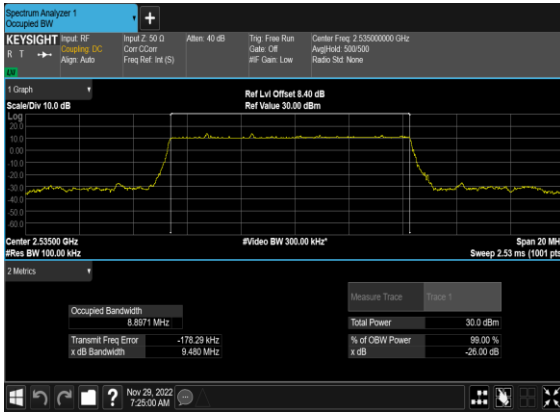 Spectrum Analyzer 1
Occupied BW
KEYSIGHT
R T
LW
Input: RF
Coupling: DC
Align: Auto
Input Z: 50 Ω
Corr CCorr
Freq Ref: Int (S)
Atten: 40 dB
Trig: Free Run
Gate: Off
#IF Gain: Low
Center Freq: 2.535000000 GHz
Avg|Hold: 500/500
Radio Std: None
1 Graph
Scale/Div 10.0 dB
Ref Lvl Offset 8.40 dB
Ref Value 30.00 dBm
Log
20.0
10.0
0.00
-10.0
-20.0
-30.0
-40.0
-50.0
-60.0
Center 2.53500 GHz
#Res BW 100.00 kHz
#Video BW 300.00 kHz*
Span 20 MH
Sweep 2.53 ms (1001 pts
2 Metrics
Measure Trace
Trace 1
Occupied Bandwidth
8.8971 MHz
Transmit Freq Error -178.29 kHz
x dB Bandwidth 9.480 MHz
Total Power 30.0 dBm
% of OBW Power 99.00 %
x dB -26.00 dB
?
Nov 29, 2022
7:25:00 AM